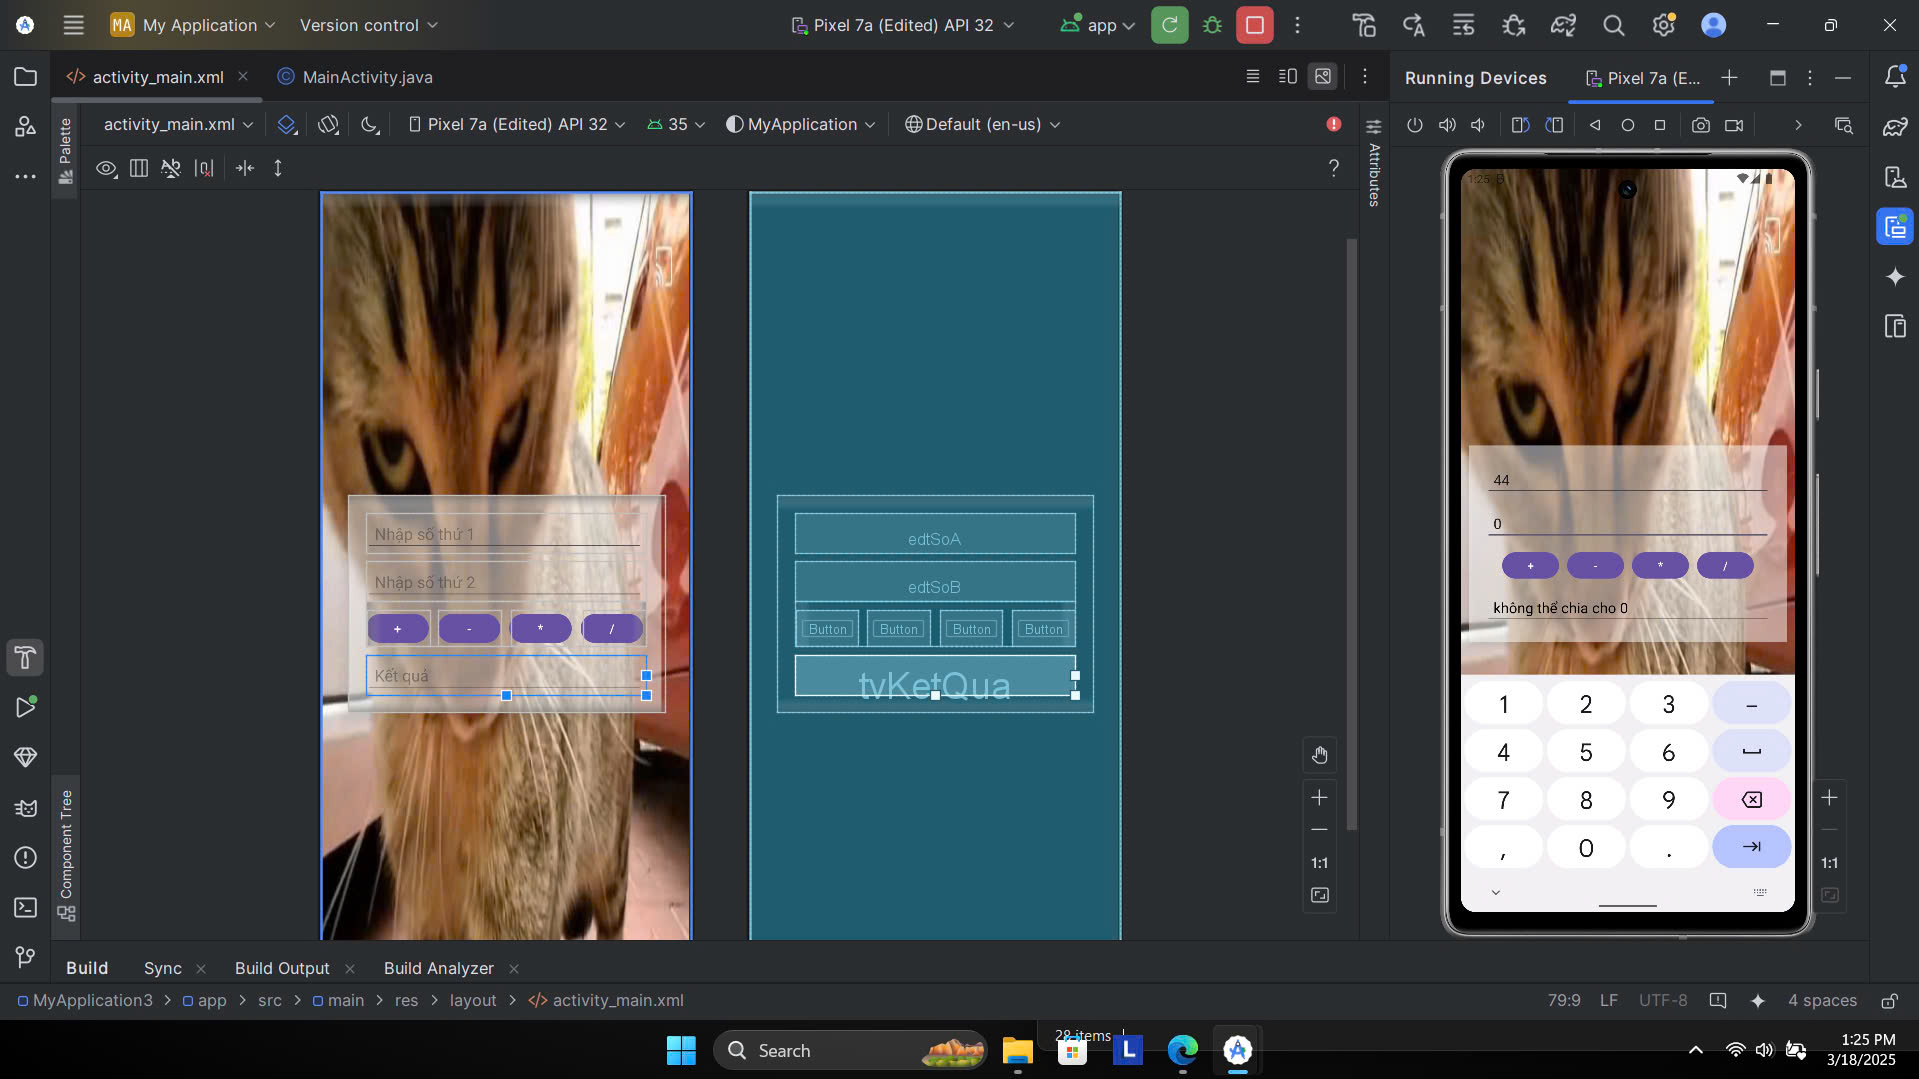 MA My Application
Version control
Pixel 7a (Edited) API 32
app
activity_main.xml
MainActivity.java
Running Devices
Pixel 7a (E...
Palette
activity_main.xml
Pixel 7a (Edited) API 32
35
MyApplication
Default (en-us)
Attributes
?
1:25
Nhập số thứ 1
Nhập số thứ 2
+ - * /
Kết quả
edtSoA
edtSoB
Button Button Button Button
tvKetQua
44
0
+ - * /
không thể chia cho 0
1 2 3 -
4 5 6
7 8 9
, 0 .
1:1
1:1
Component Tree
Build
Sync
Build Output
Build Analyzer
MyApplication3 > app > src > main > res > layout > activity_main.xml
79:9 LF UTF-8 4 spaces
28 items
Search
L
1:25 PM
3/18/2025